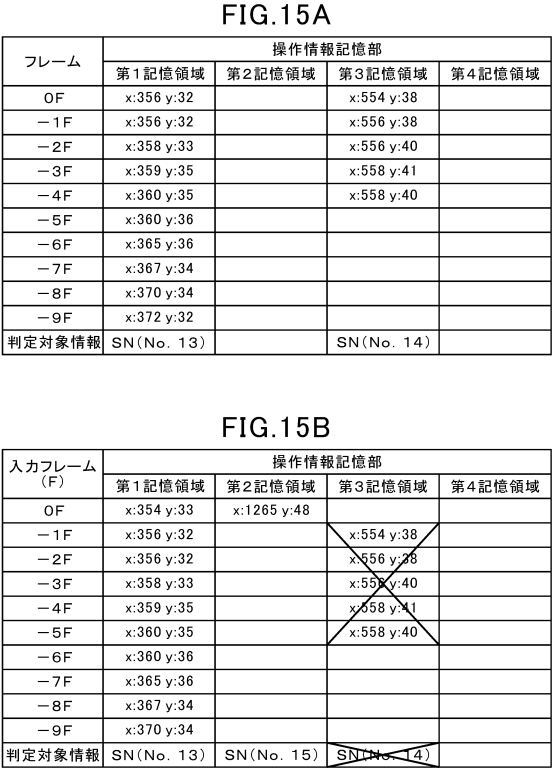 FIG.15A
フレーム 操作情報記憶部
第1記憶領域 第2記憶領域 第3記憶領域 第4記憶領域
0F x:356 y:32 x:554 y:38
－1F x:356 y:32 x:556 y:38
－2F x:358 y:33 x:556 y:40
－3F x:359 y:35 x:558 y:41
－4F x:360 y:35 x:558 y:40
－5F x:360 y:36
－6F x:365 y:36
－7F x:367 y:34
－8F x:370 y:34
－9F x:372 y:32
判定対象情報 SN(No. 13) SN(No. 14)
FIG.15B
入力フレーム
(F)
操作情報記憶部
第1記憶領域 第2記憶領域 第3記憶領域 第4記憶領域
0F x:354 y:33 x:1265 y:48
－1F x:356 y:32 x:554 y:38
－2F x:356 y:32 x:556 y:38
－3F x:358 y:33 x:556 y:40
－4F x:359 y:35 x:558 y:41
－5F x:360 y:35 x:558 y:40
－6F x:360 y:36
－7F x:365 y:36
－8F x:367 y:34
－9F x:370 y:34
判定対象情報 SN(No. 13) SN(No. 15) SN(No. 14)